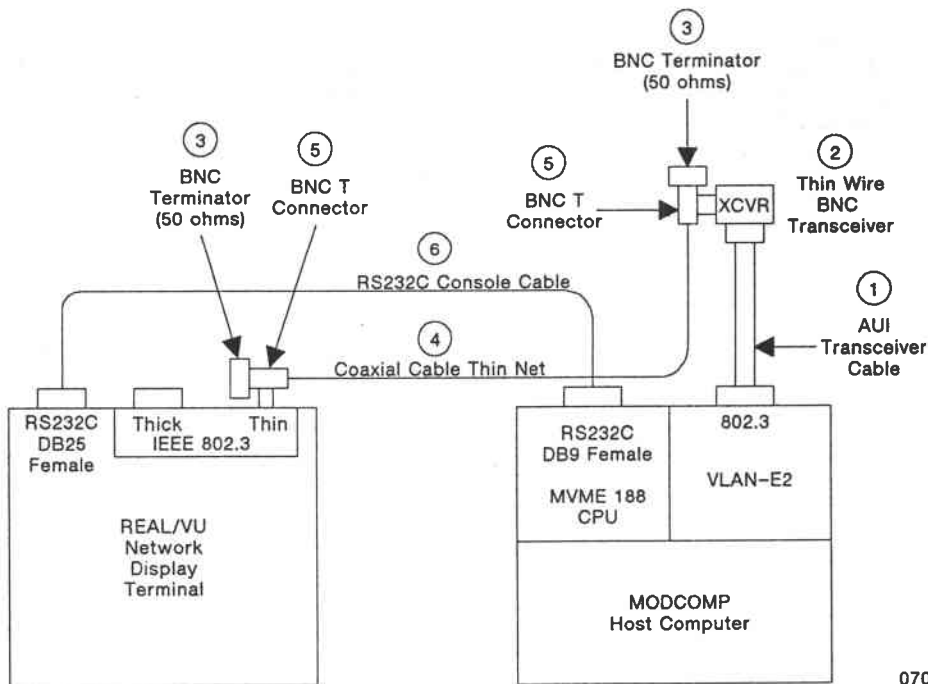 3
BNC Terminator
(50 ohms)
3
BNC
Terminator
(50 ohms)
5
BNC T
Connector
5
BNC T
Connector
2
Thin Wire
BNC
Transceiver
XCVR
6
RS232C Console Cable
1
AUI
Transceiver
Cable
4
Coaxial Cable Thin Net
RS232C
DB25
Female
Thick
Thin
IEEE 802.3
RS232C
DB9 Female
MVME 188
CPU
802.3
VLAN-E2
REAL/VU
Network
Display
Terminal
MODCOMP
Host Computer
070